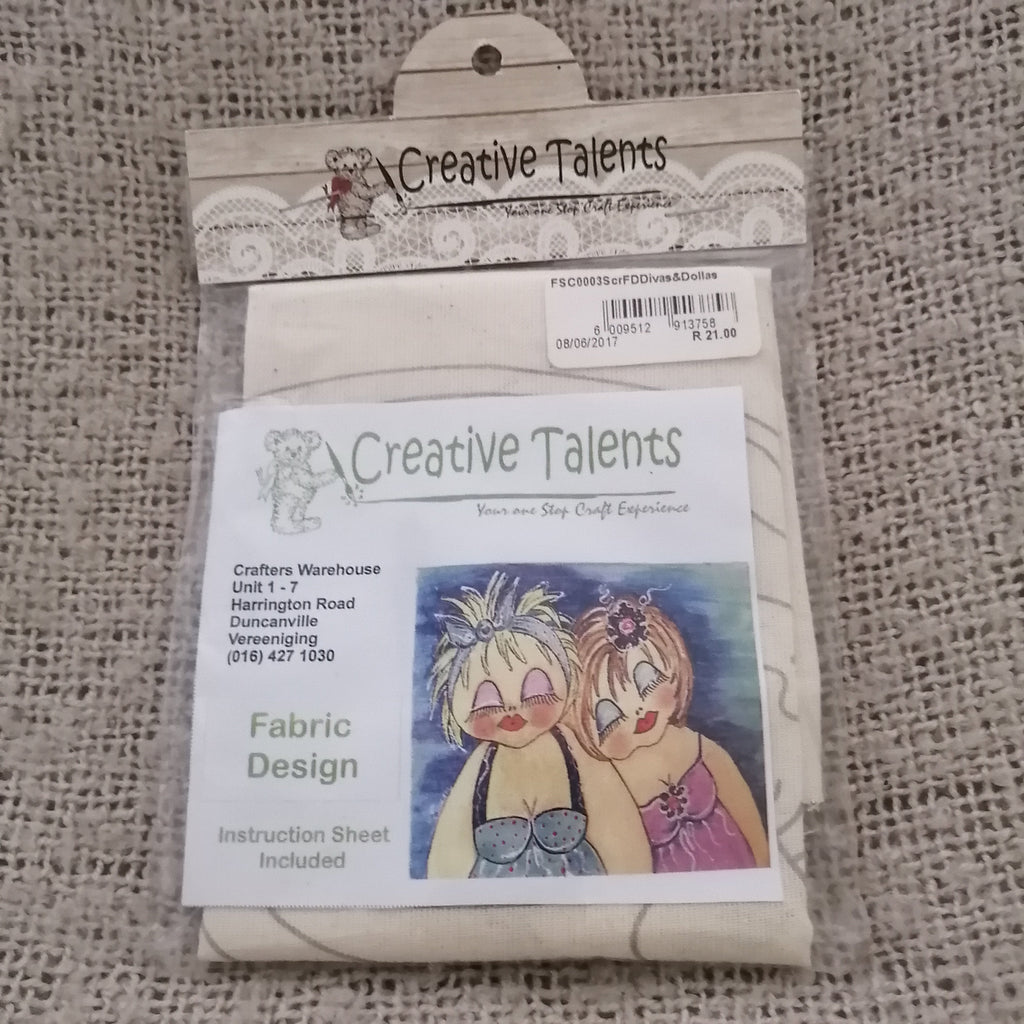 Creative Talents
Your one Stop Craft Experience
FSC0003ScrFDDivas&Dollas
6 009512 913758
08/06/2017
R 21.00
Creative Talents
Your one Stop Craft Experience
Crafters Warehouse
Unit 1 - 7
Harrington Road
Duncanville
Vereeniging
(016) 427 1030
Fabric
Design
Instruction Sheet
Included